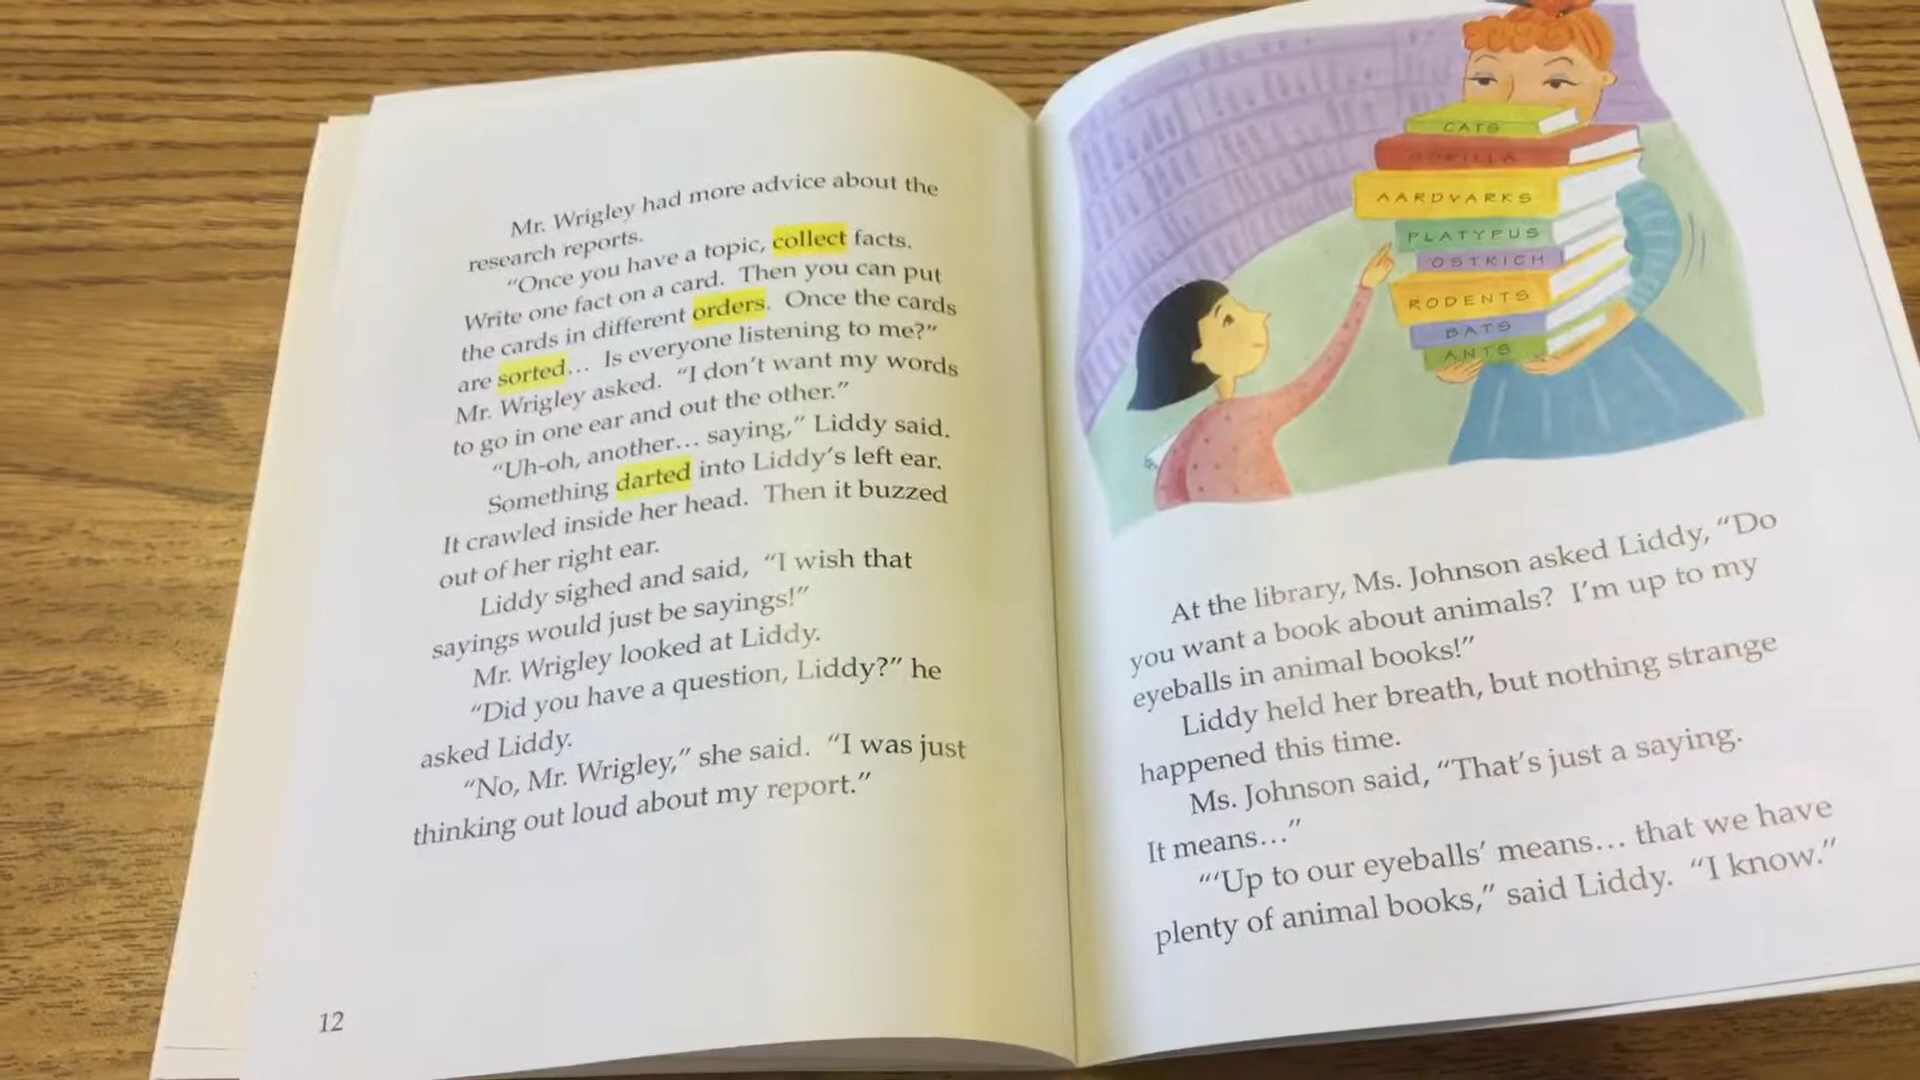 Mr. Wrigley had more advice about the
research reports.
“Once you have a topic, collect facts.
Write one fact on a card. Then you can put
the cards in different orders. Once the cards
are sorted... Is everyone listening to me?”
Mr. Wrigley asked. “I don’t want my words
to go in one ear and out the other.”
“Uh-oh, another... saying,” Liddy said.
Something darted into Liddy’s left ear.
It crawled inside her head. Then it buzzed
out of her right ear.
Liddy sighed and said, “I wish that
sayings would just be sayings!”
Mr. Wrigley looked at Liddy.
“Did you have a question, Liddy?” he
asked Liddy.
“No, Mr. Wrigley,” she said. “I was just
thinking out loud about my report.”
12
CATS
GORILLA
AARDVARKS
PLATYPUS
OSTRICH
RODENTS
BATS
ANTS
At the library, Ms. Johnson asked Liddy, “Do
you want a book about animals? I’m up to my
eyeballs in animal books!”
Liddy held her breath, but nothing strange
happened this time.
Ms. Johnson said, “That’s just a saying.
It means...”
“‘Up to our eyeballs’ means... that we have
plenty of animal books,” said Liddy. “I know.”